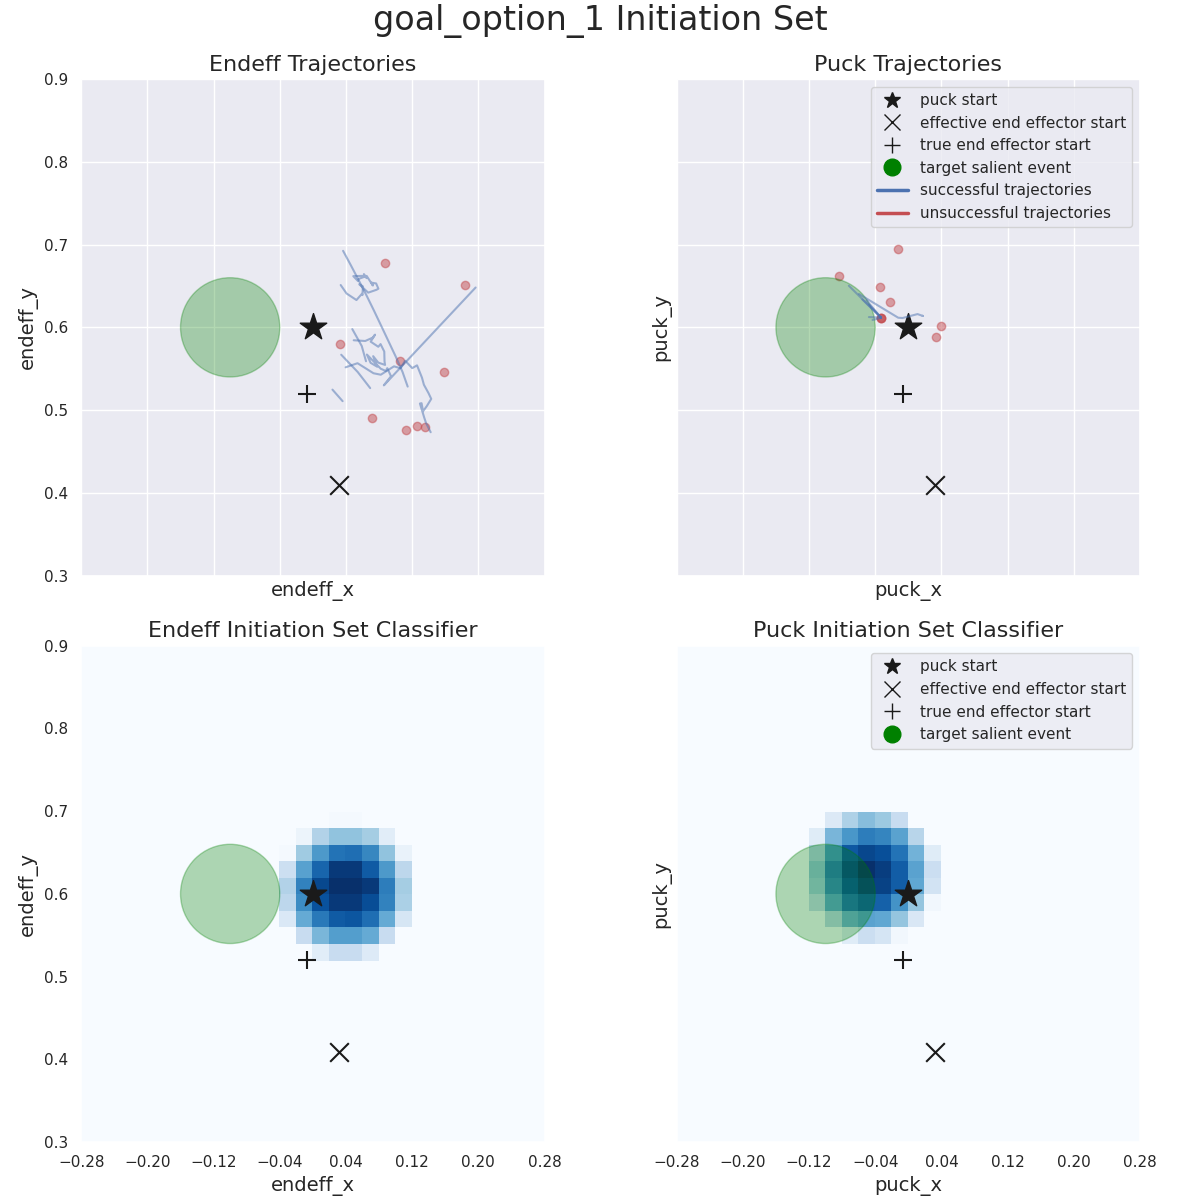 goal_option_1 Initiation Set
Endeff Trajectories
0.9
0.8
0.7
0.6
0.5
0.4
0.3
endeff_y
endeff_x
Puck Trajectories
puck start
effective end effector start
true end effector start
target salient event
successful trajectories
unsuccessful trajectories
puck_y
puck_x
Endeff Initiation Set Classifier
0.9
0.8
0.7
0.6
0.5
0.4
0.3
endeff_y
−0.28 −0.20 −0.12 −0.04 0.04 0.12 0.20 0.28
endeff_x
Puck Initiation Set Classifier
puck start
effective end effector start
true end effector start
target salient event
puck_y
−0.28 −0.20 −0.12 −0.04 0.04 0.12 0.20 0.28
puck_x